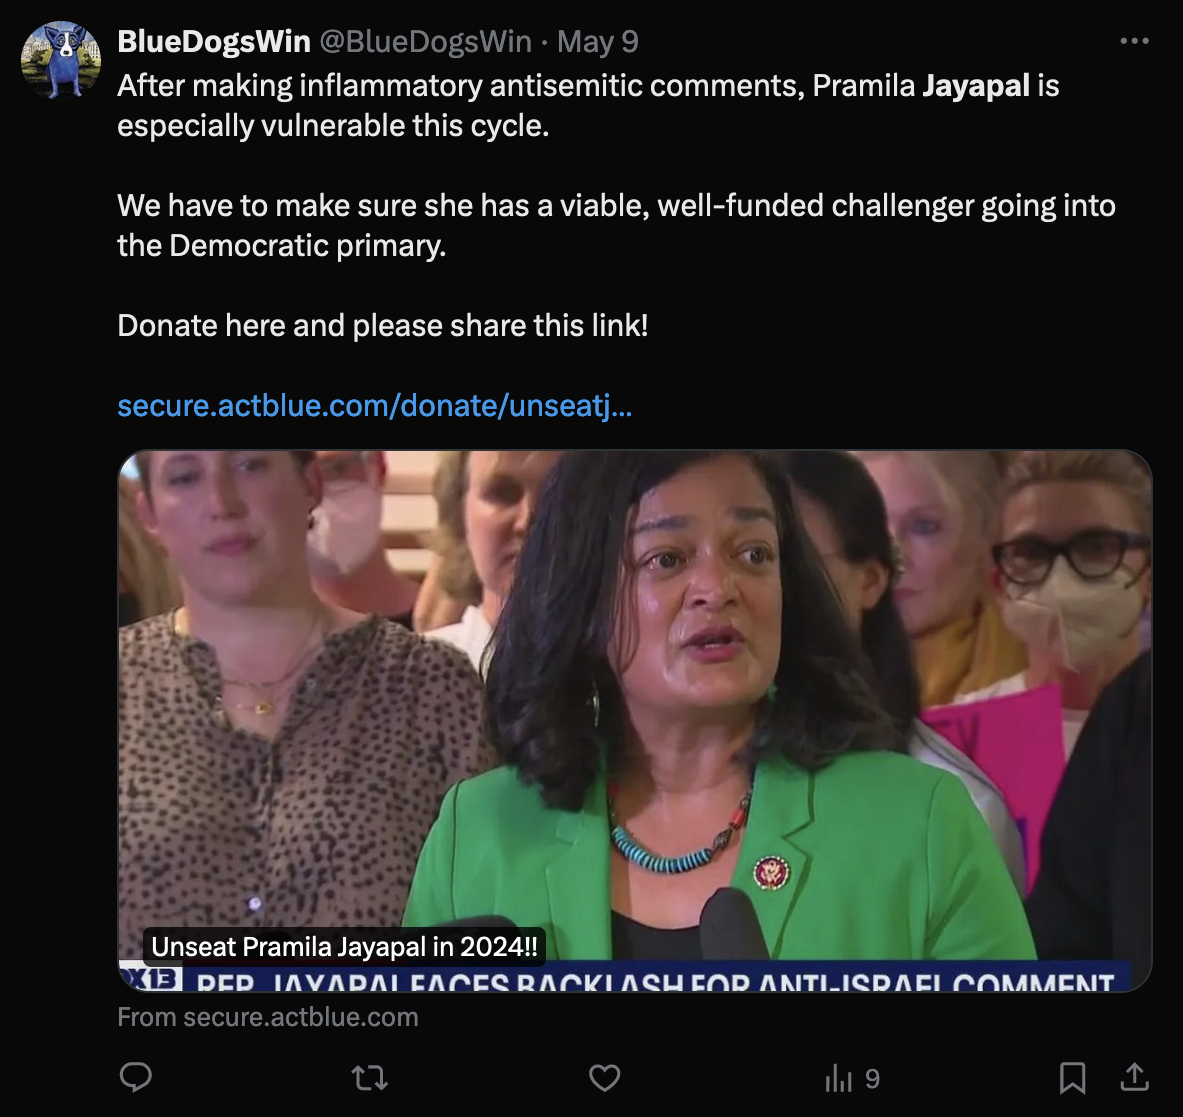 BlueDogsWin @BlueDogsWin · May 9
After making inflammatory antisemitic comments, Pramila Jayapal is
especially vulnerable this cycle.
We have to make sure she has a viable, well-funded challenger going into
the Democratic primary.
Donate here and please share this link!
secure.actblue.com/donate/unseatj...
Unseat Pramila Jayapal in 2024!!
X13 REP. JAYAPAL FACES BACKLASH FOR ANTI-ISRAEL COMMENT
From secure.actblue.com
9